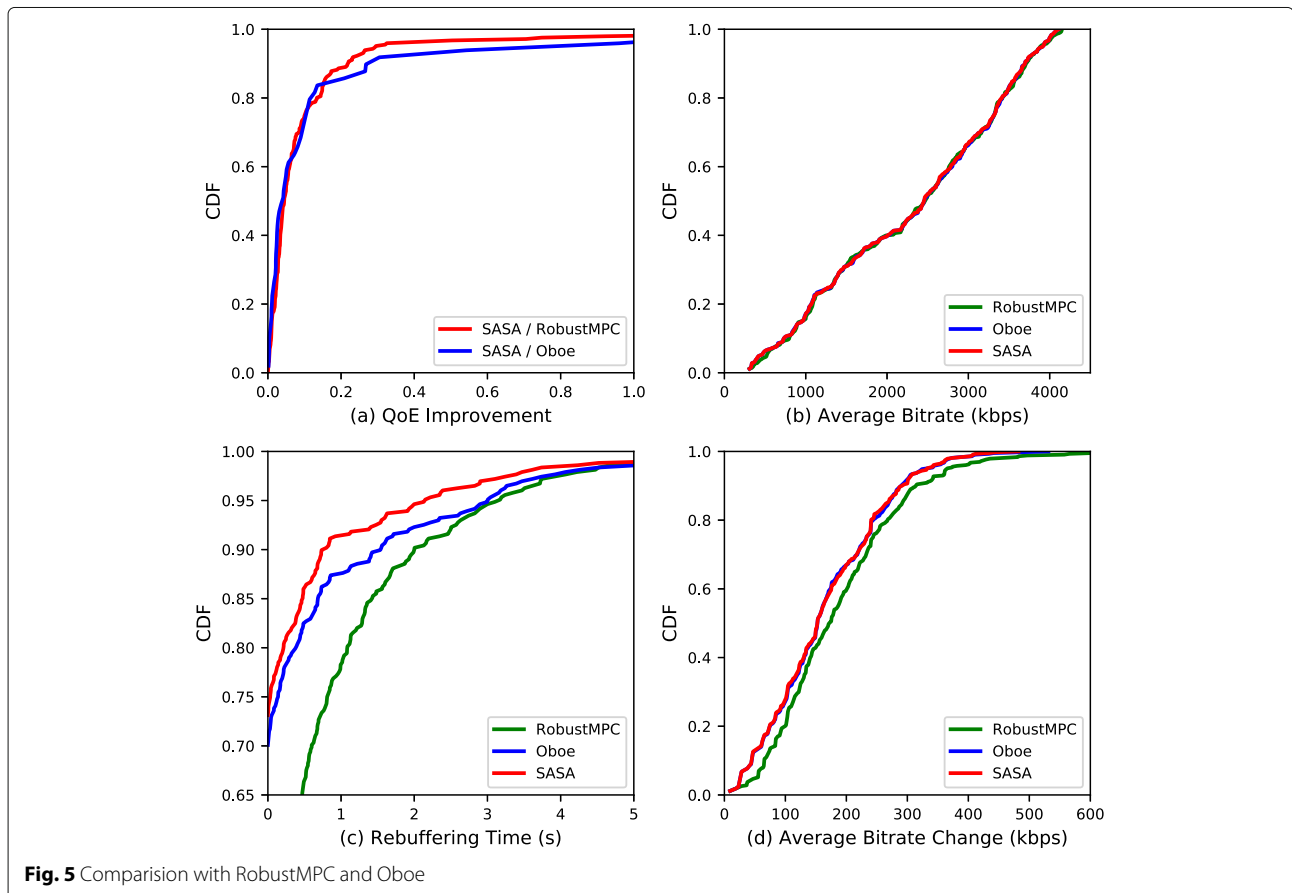 1.0
0.8
0.6
0.4
0.2
0.0
CDF
0.0 0.2 0.4 0.6 0.8 1.0
(a) QoE Improvement
SASA / RobustMPC
SASA / Oboe
1.0
0.8
0.6
0.4
0.2
0.0
CDF
1000 2000 3000 4000
(b) Average Bitrate (kbps)
RobustMPC
Oboe
SASA
1.00
0.95
0.90
0.85
0.80
0.75
0.70
0.65
CDF
0 1 2 3 4 5
(c) Rebuffering Time (s)
RobustMPC
Oboe
SASA
1.0
0.8
0.6
0.4
0.2
0.0
CDF
0 100 200 300 400 500 600
(d) Average Bitrate Change (kbps)
RobustMPC
Oboe
SASA
Fig. 5 Comparision with RobustMPC and Oboe